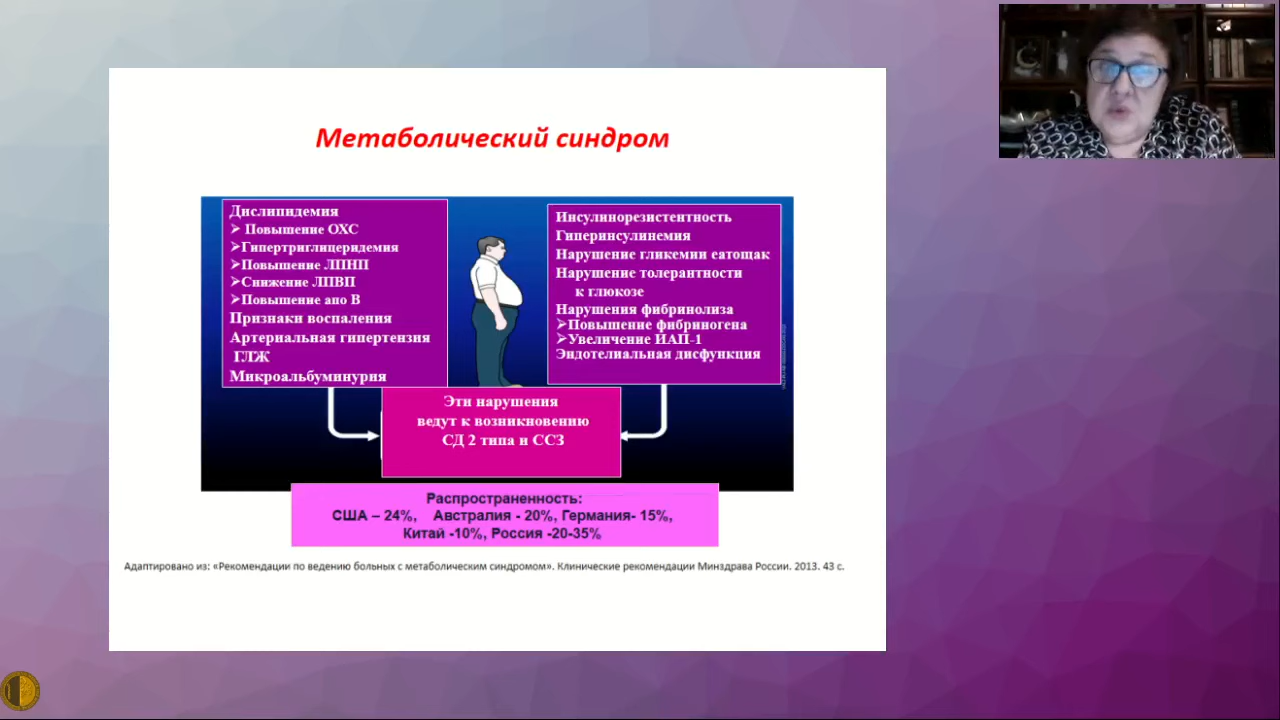 Метаболический синдром
Дислипидемия
➢ Повышение ОХС
➢Гипертриглицеридемия
➢Повышение ЛПНП
➢Снижение ЛПВП
➢Повышение апо В
Признаки воспаления
Артериальная гипертензия
ГЛЖ
Микроальбуминурия
Инсулинорезистентность
Гиперинсулинемия
Нарушение гликемии еатощак
Нарушение толерантности
к глюкозе
Нарушения фибринолиза
➢Повышение фибриногена
➢Увеличение ИАП-1
Эндотелиальная дисфункция
Эти нарушения
ведут к возникновению
СД 2 типа и ССЗ
Распространенность:
США – 24%, Австралия - 20%, Германия- 15%,
Китай -10%, Россия -20-35%
Адаптировано из: «Рекомендации по ведению больных с метаболическим синдромом». Клинические рекомендации Минздрава России. 2013. 43 с.